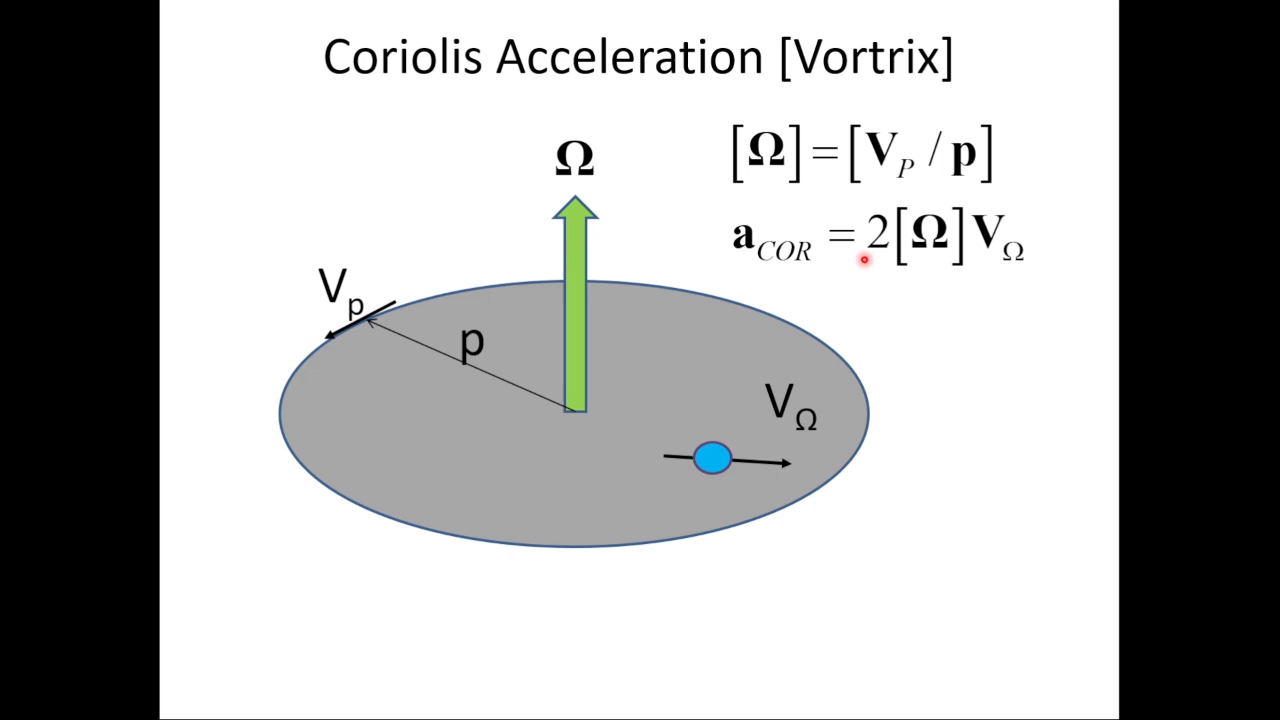 Coriolis Acceleration [Vortrix]
Ω
[Ω]=[V_P / p]
a_COR = 2[Ω]V_Ω
V_p
p
V_Ω